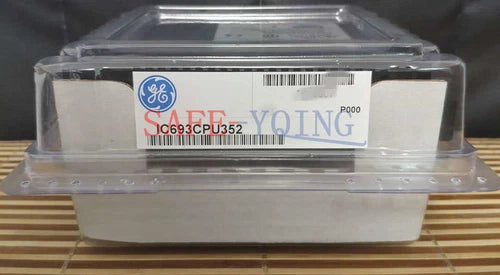 GE
P000
SAFE-YQING
IC693CPU352